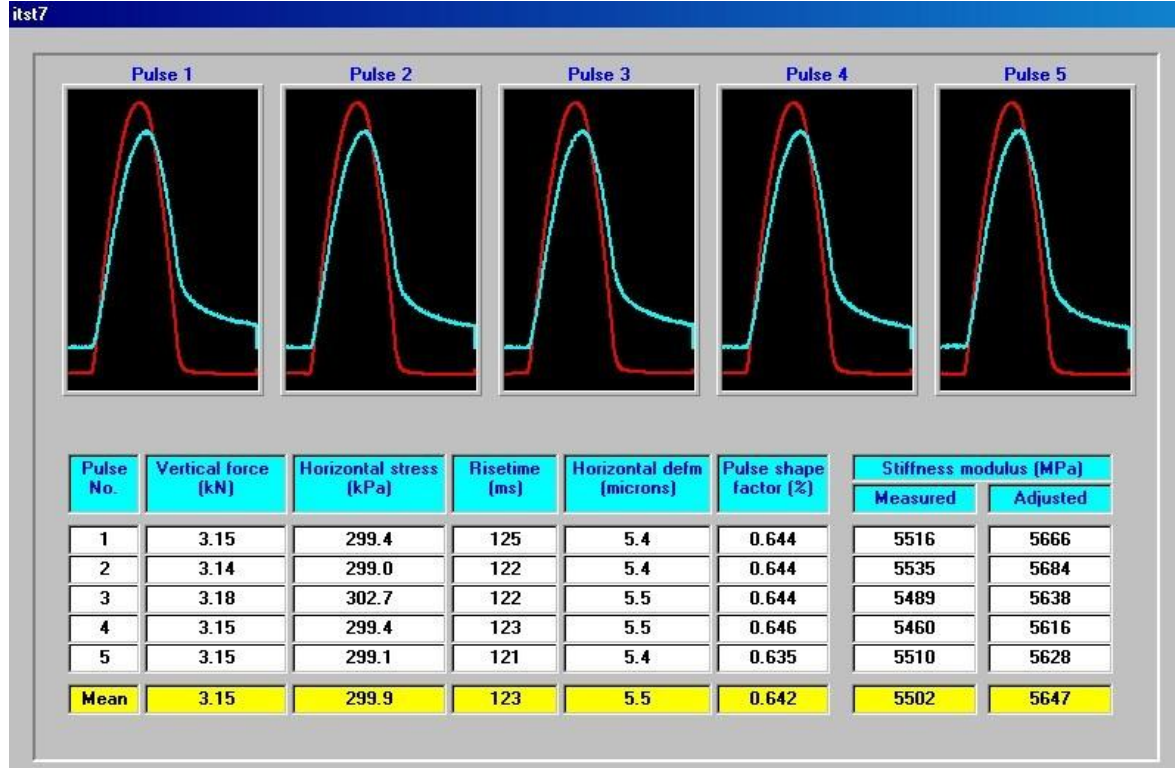 itst7
Pulse 1 Pulse 2 Pulse 3 Pulse 4 Pulse 5
Pulse No. Vertical force (kN) Horizontal stress (kPa) Risetime (ms) Horizontal defm (microns) Pulse shape factor (%) Stiffness modulus (MPa)
Measured Adjusted
1 3.15 299.4 125 5.4 0.644 5516 5666
2 3.14 299.0 122 5.4 0.644 5535 5684
3 3.18 302.7 122 5.5 0.644 5489 5638
4 3.15 299.4 123 5.5 0.646 5460 5616
5 3.15 299.1 121 5.4 0.635 5510 5628
Mean 3.15 299.9 123 5.5 0.642 5502 5647